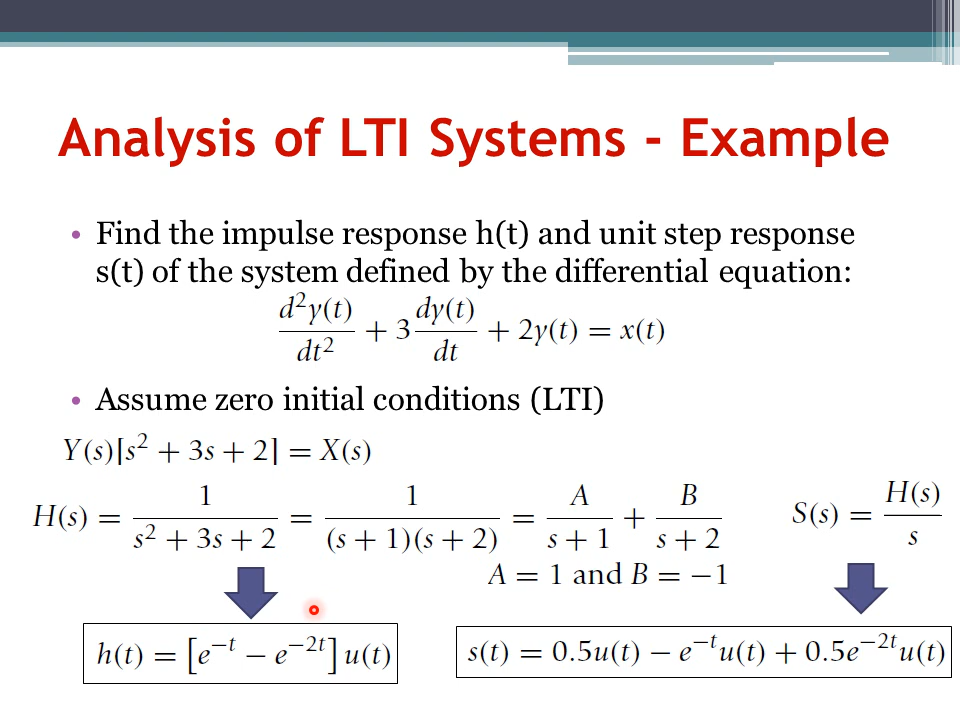 Analysis of LTI Systems - Example
• Find the impulse response h(t) and unit step response
s(t) of the system defined by the differential equation:
d²y(t)/dt² + 3 dy(t)/dt + 2y(t) = x(t)
• Assume zero initial conditions (LTI)
Y(s)[s² + 3s + 2] = X(s)
H(s) = 1/(s² + 3s + 2) = 1/((s + 1)(s + 2)) = A/(s + 1) + B/(s + 2)
S(s) = H(s)/s
A = 1 and B = −1
h(t) = [e^{−t} − e^{−2t}] u(t)
s(t) = 0.5u(t) − e^{−t}u(t) + 0.5e^{−2t}u(t)